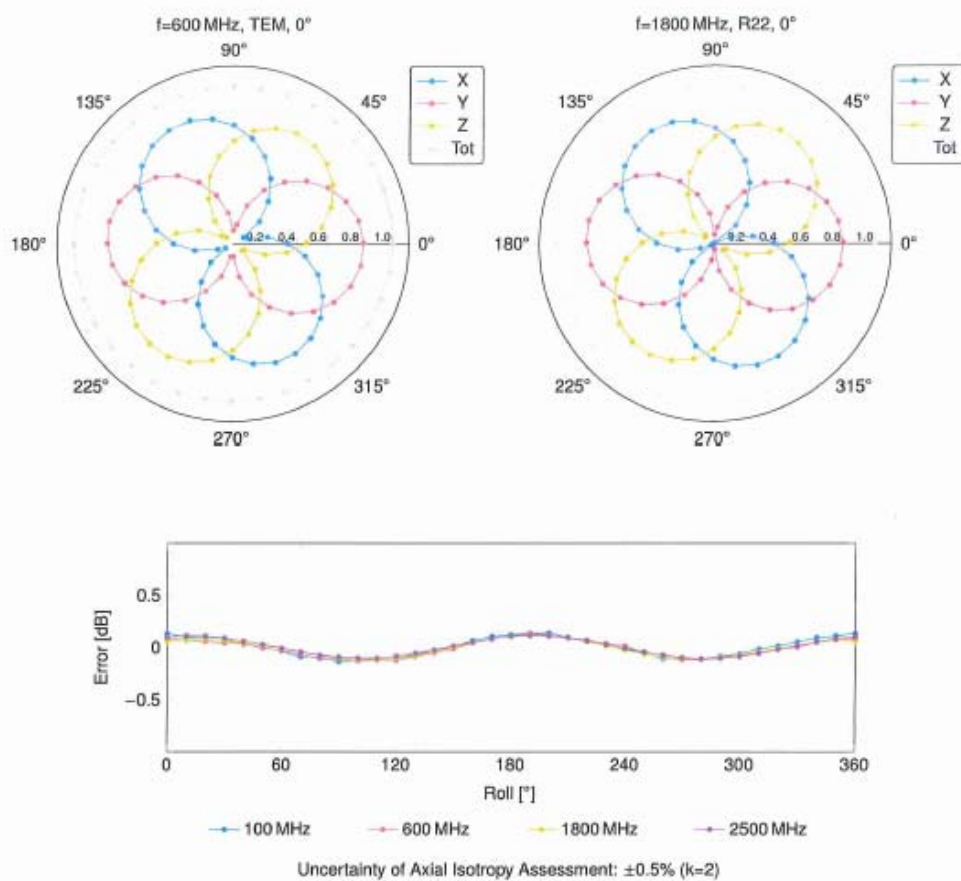 f=600 MHz, TEM, 0°
90°
135°
45°
X
Y
Z
Tot
180°
0.2 0.4 0.6 0.8 1.0
0°
225°
315°
270°
f=1800 MHz, R22, 0°
90°
135°
45°
X
Y
Z
Tot
180°
0.2 0.4 0.6 0.8 1.0
0°
225°
315°
270°
Error [dB]
0.5
0
−0.5
0 60 120 180 240 300 360
Roll [°]
100 MHz 600 MHz 1800 MHz 2500 MHz
Uncertainty of Axial Isotropy Assessment: ±0.5% (k=2)